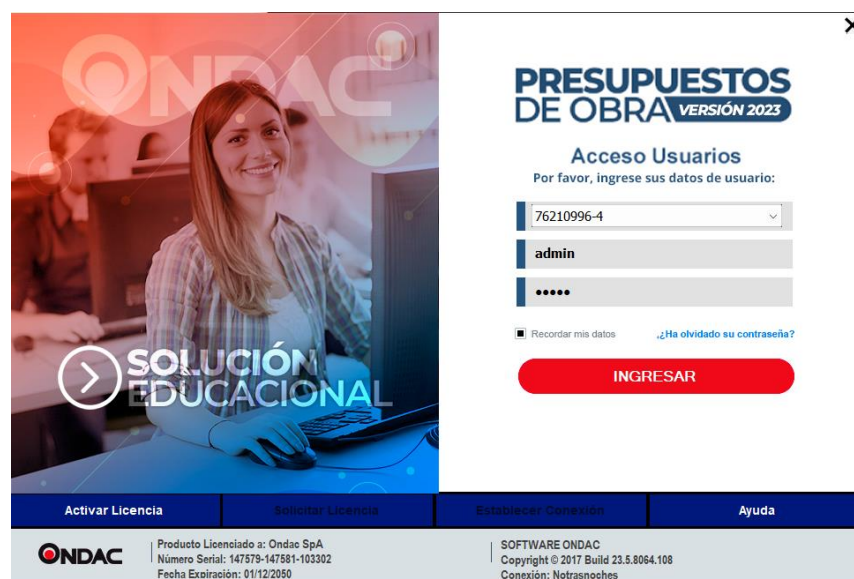 ONDAC
SOLUCIÓN
EDUCACIONAL
PRESUPUESTOS
DE OBRA VERSIÓN 2023
Acceso Usuarios
Por favor, ingrese sus datos de usuario:
76210996-4
admin
•••••
Recordar mis datos
¿Ha olvidado su contraseña?
INGRESAR
Activar Licencia
Solicitar Licencia
Establecer Conexión
Ayuda
ONDAC
Producto Licenciado a: Ondac SpA
Número Serial: 147579-147581-103302
Fecha Expiración: 01/12/2050
SOFTWARE ONDAC
Copyright © 2017 Build 23.5.8064.108
Conexión: Notrasnoches